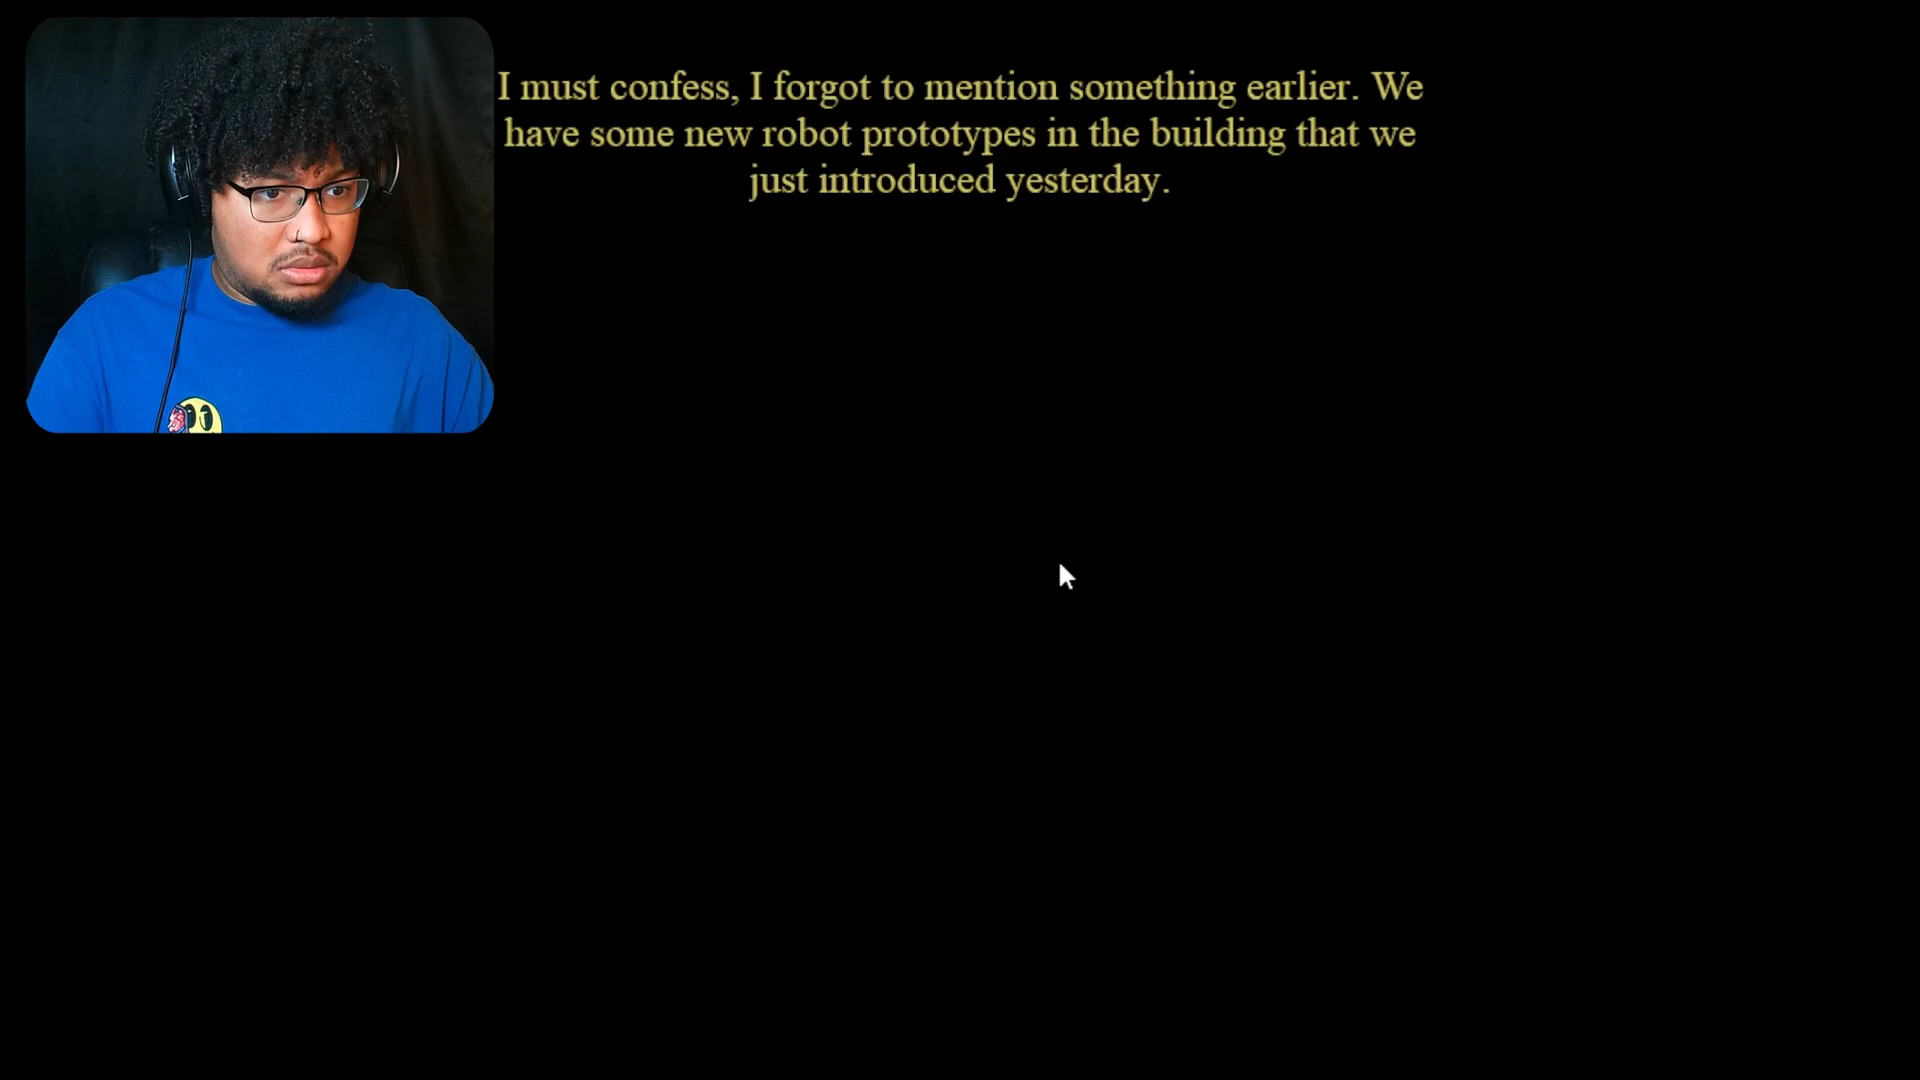 I must confess, I forgot to mention something earlier. We
have some new robot prototypes in the building that we
just introduced yesterday.